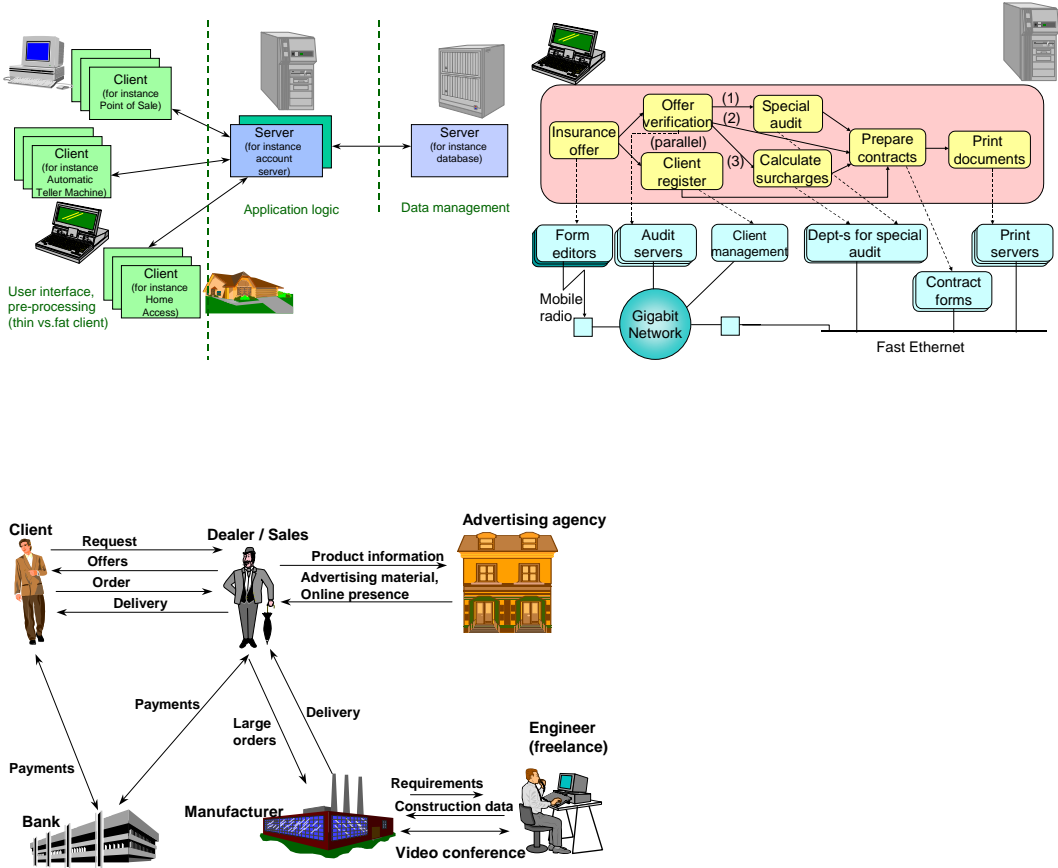 Client
(for instance
Point of Sale)
Client
(for instance
Automatic
Teller Machine)
Client
(for instance
Home
Access)
User interface,
pre-processing
(thin vs.fat client)
Server
(for instance
account
server)
Application logic
Server
(for instance
database)
Data management
Insurance
offer
Offer
verification
(parallel)
Client
register
(1)
(2)
(3)
Special
audit
Calculate
surcharges
Prepare
contracts
Print
documents
Form
editors
Audit
servers
Client
management
Dept-s for special
audit
Print
servers
Contract
forms
Mobile
radio
Gigabit
Network
Fast Ethernet
Client
Request
Offers
Order
Delivery
Dealer / Sales
Product information
Advertising material,
Online presence
Advertising agency
Payments
Payments
Large
orders
Delivery
Bank
Manufacturer
Requirements
Construction data
Video conference
Engineer
(freelance)